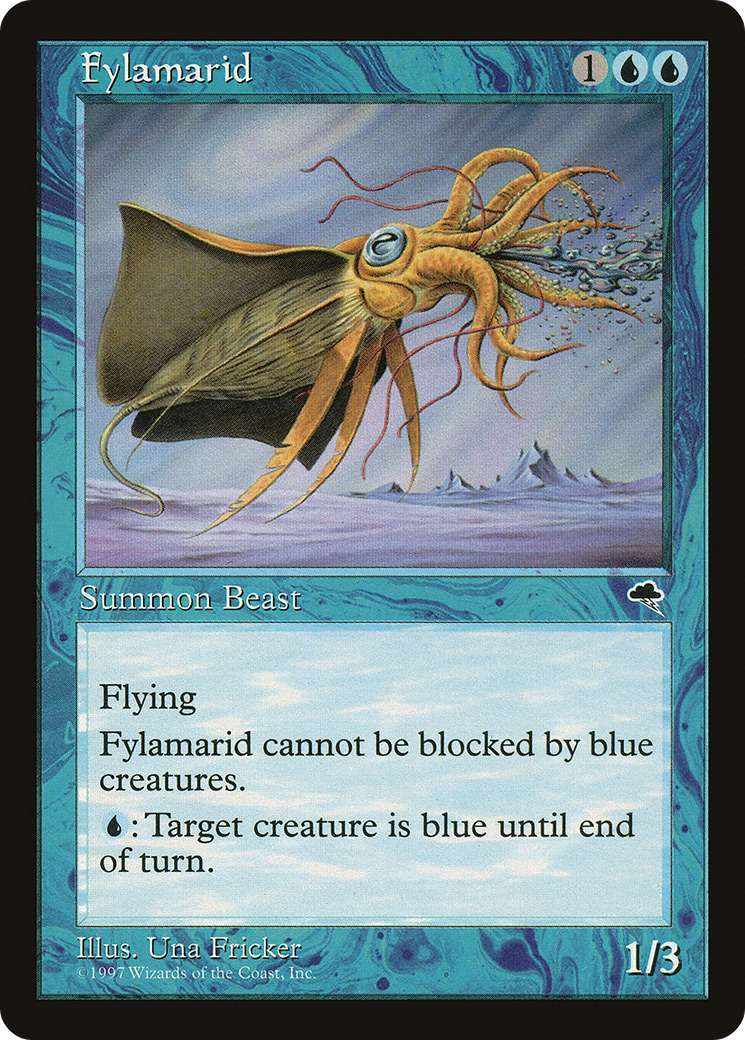 Fylamarid
1
Summon Beast
Flying
Fylamarid cannot be blocked by blue
creatures.
: Target creature is blue until end
of turn.
Illus. Una Fricker
©1997 Wizards of the Coast, Inc.
1/3